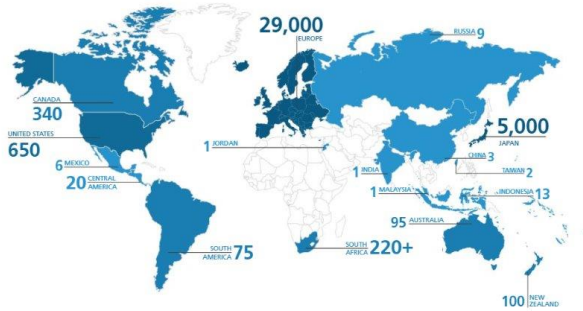 29,000
EUROPE
RUSSIA 9
CANADA
340
UNITED STATES
650
5,000
JAPAN
1 JORDAN
CHINA 3
6 MEXICO
1 INDIA
TAIWAN 2
20 CENTRAL
AMERICA
1 MALAYSIA
INDONESIA 13
95 AUSTRALIA
SOUTH
AMERICA 75
SOUTH
AFRICA 220+
100 NEW
ZEALAND